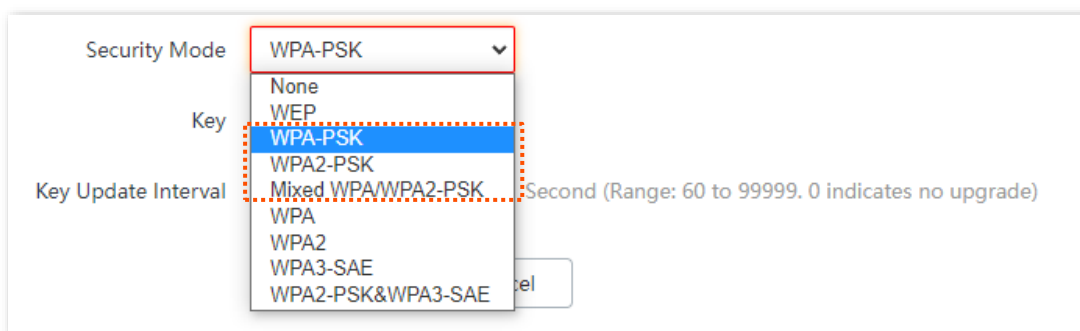 Security Mode WPA-PSK
None
WEP
Key
WPA-PSK
WPA2-PSK
Key Update Interval Mixed WPA/WPA2-PSK Second (Range: 60 to 99999. 0 indicates no upgrade)
WPA
WPA2
WPA3-SAE
WPA2-PSK&WPA3-SAE